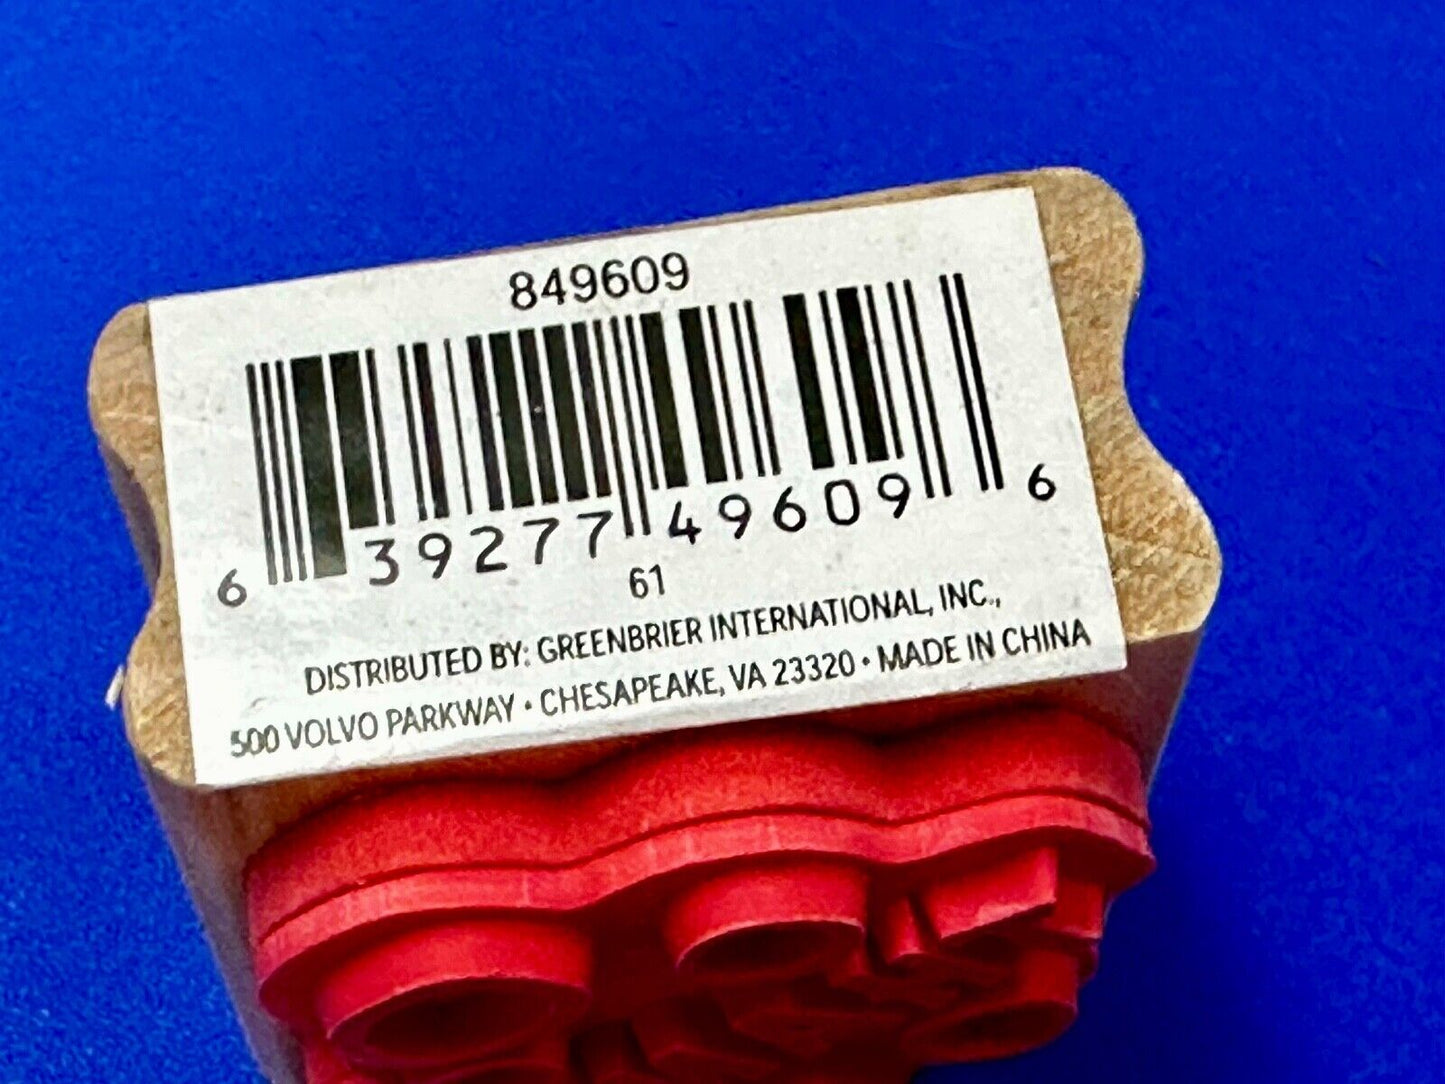 849609
6 39277 49609 6
61
DISTRIBUTED BY: GREENBRIER INTERNATIONAL, INC.,
500 VOLVO PARKWAY • CHESAPEAKE, VA 23320 • MADE IN CHINA